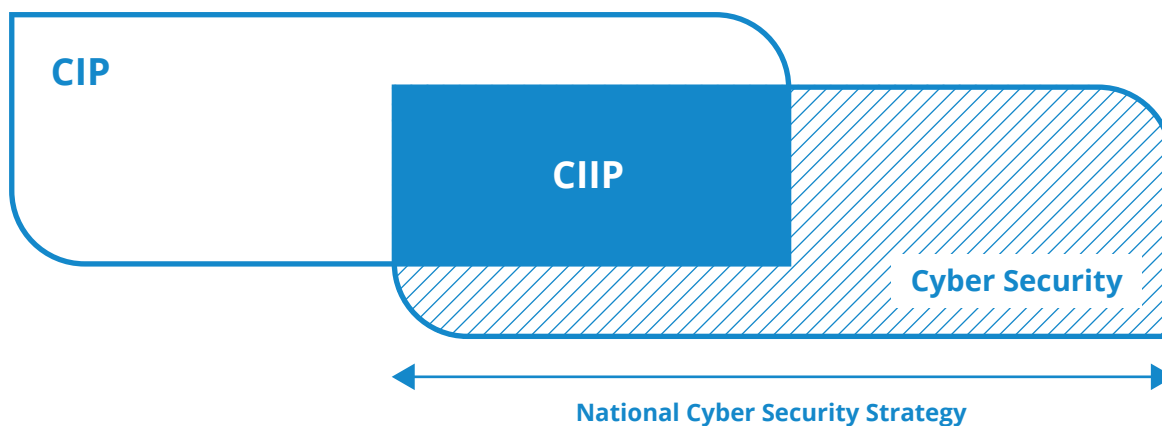 CIP
CIIP
Cyber Security
National Cyber Security Strategy